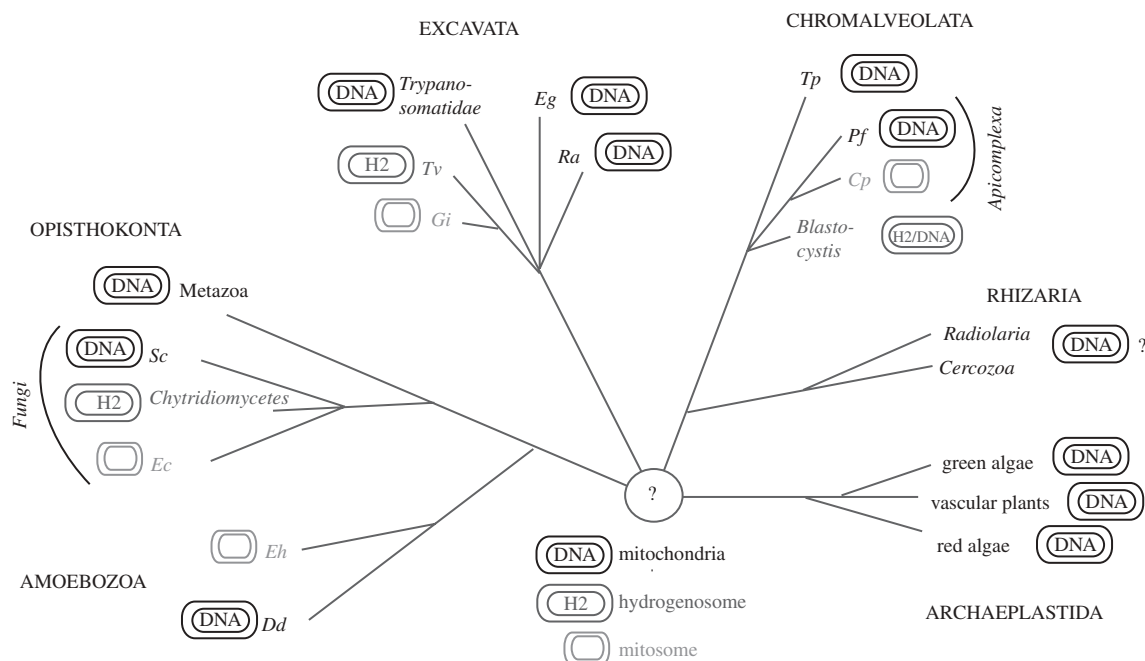 EXCAVATA
CHROMALVEOLATA
DNA
Trypano-
somatidae
Eg
DNA
H2
Tv
Ra
DNA
Gi
Tp
DNA
Pf
DNA
Cp
Apicomplexa
Blasto-
cystis
H2/DNA
OPISTHOKONTA
DNA
Metazoa
DNA
Sc
Fungi
H2
Chytridiomycetes
Ec
RHIZARIA
Radiolaria
DNA
?
Cercozoa
green algae
DNA
vascular plants
DNA
red algae
DNA
ARCHAEPLASTIDA
?
Eh
AMOEBOZOA
DNA
Dd
DNA
mitochondria
H2
hydrogenosome
mitosome